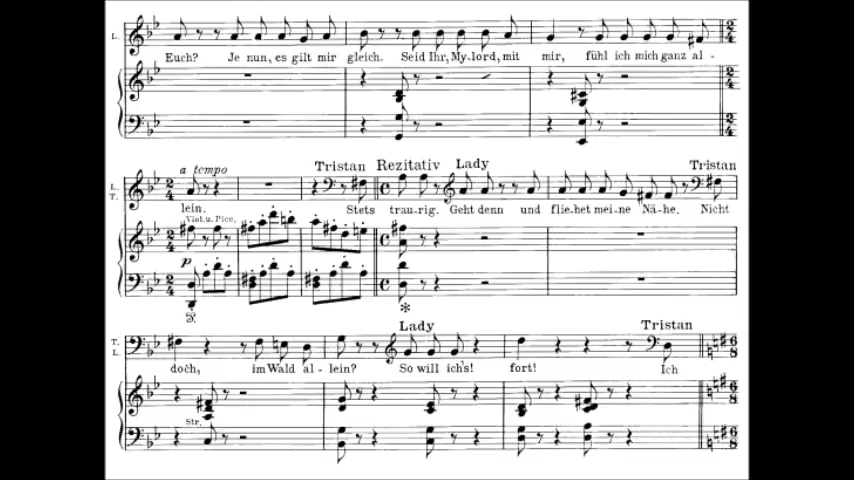 L. Euch? Je nun, es gilt mir gleich. Seid Ihr, My-lord, mit mir, fühl ich mich ganz al-
a tempo Tristan Rezitativ Lady Tristan
L.
T.
lein. Stets trau-rig. Geht denn und flie-het mei-ne Nä-he. Nicht
Viol. u. Picc.
p
Lady Tristan
T.
L.
doch, im Wald al-lein? So will ich's! fort! Ich
Str.